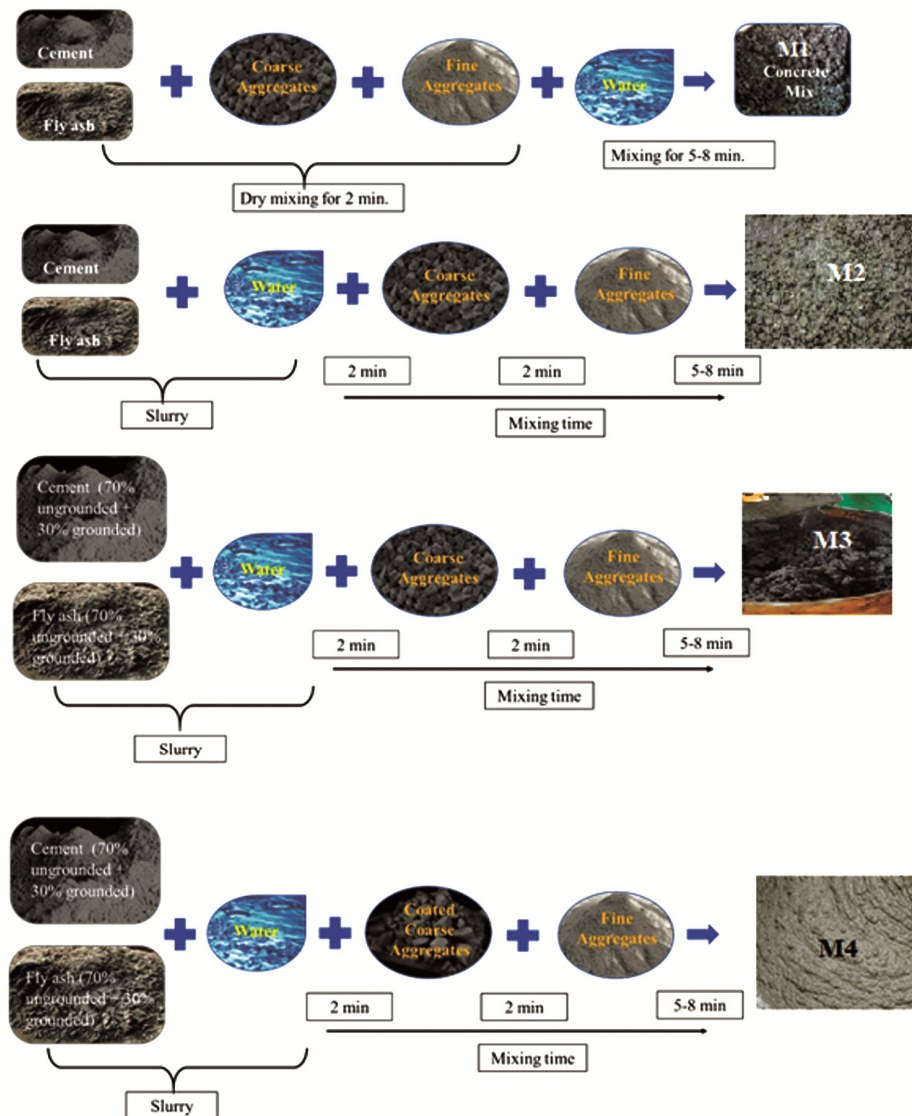 Cement
Fly ash
Coarse
Aggregates
Fine
Aggregates
Water
M1
Concrete
Mix
Mixing for 5-8 min.
Dry mixing for 2 min.
Cement
Fly ash
Water
Coarse
Aggregates
Fine
Aggregates
M2
2 min
2 min
5-8 min
Slurry
Mixing time
Cement (70%
ungrounded +
30% grounded)
Fly ash (70%
ungrounded + 30%
grounded)
Water
Coarse
Aggregates
Fine
Aggregates
M3
2 min
2 min
5-8 min
Mixing time
Slurry
Cement (70%
ungrounded +
30% grounded)
Fly ash (70%
ungrounded + 30%
grounded)
Water
Coated
Coarse
Aggregates
Fine
Aggregates
M4
2 min
2 min
5-8 min
Mixing time
Slurry